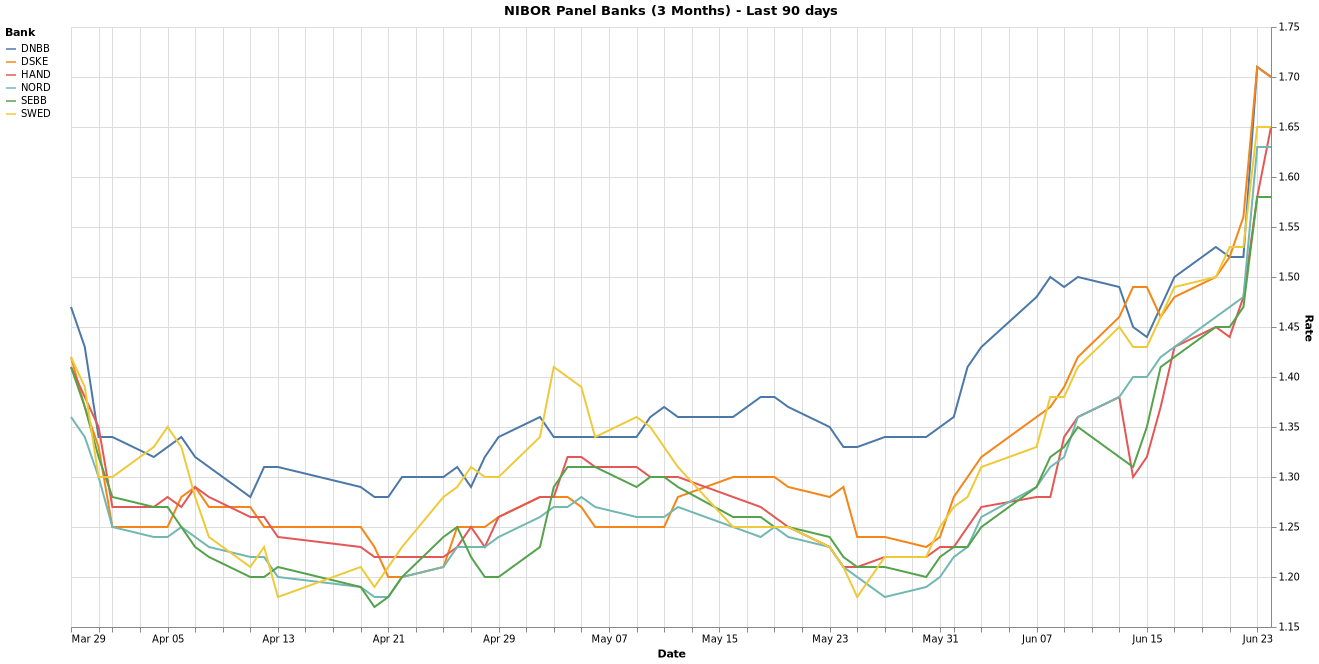 NIBOR Panel Banks (3 Months) - Last 90 days
Bank
DNBB
DSKE
HAND
NORD
SEBB
SWED
1.75
1.70
1.65
1.60
1.55
1.50
1.45
1.40
1.35
1.30
1.25
1.20
1.15
Rate
Mar 29 Apr 05 Apr 13 Apr 21 Apr 29 May 07 May 15 May 23 May 31 Jun 07 Jun 15 Jun 23
Date